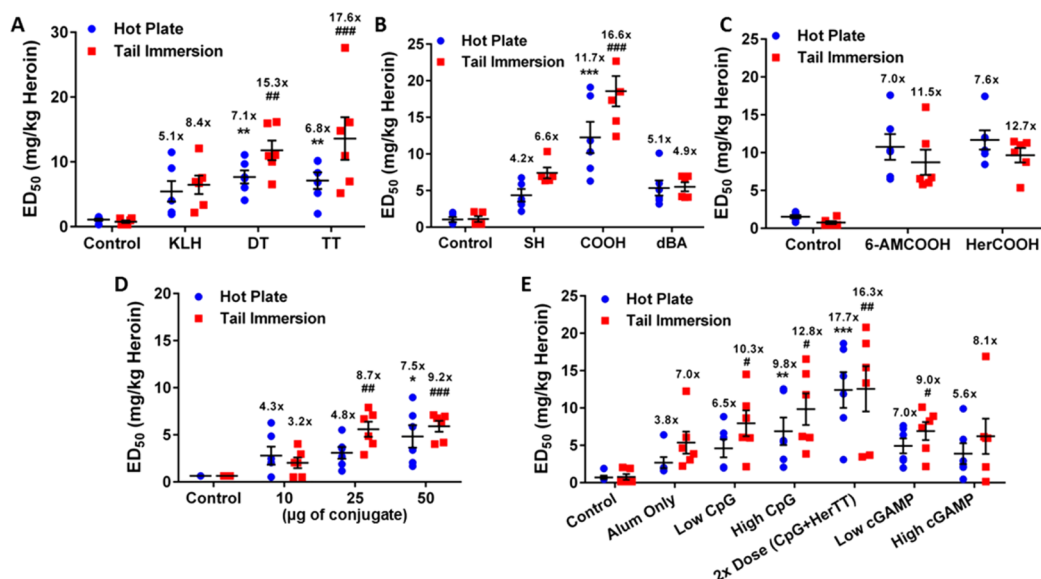 A
Hot Plate
Tail Immersion
ED50 (mg/kg Heroin)
30
20
10
0
5.1x
8.4x
7.1x
**
15.3x
##
6.8x
**
17.6x
###
Control
KLH
DT
TT
B
Hot Plate
Tail Immersion
ED50 (mg/kg Heroin)
25
20
15
10
5
0
4.2x
6.6x
11.7x
***
16.6x
###
5.1x
4.9x
Control
SH
COOH
dBA
C
Hot Plate
Tail Immersion
ED50 (mg/kg Heroin)
25
20
15
10
5
0
7.0x
11.5x
7.6x
12.7x
Control
6-AMCOOH
HerCOOH
D
Hot Plate
Tail Immersion
ED50 (mg/kg Heroin)
20
15
10
5
0
4.3x
3.2x
4.8x
8.7x
##
7.5x
*
9.2x
###
Control
10
25
50
(µg of conjugate)
E
Hot Plate
Tail Immersion
ED50 (mg/kg Heroin)
25
20
15
10
5
0
3.8x
7.0x
6.5x
10.3x
#
9.8x
**
12.8x
#
17.7x
***
16.3x
##
7.0x
9.0x
#
5.6x
8.1x
Control
Alum Only
Low CpG
High CpG
2x Dose (CpG+HerTT)
Low cGAMP
High cGAMP